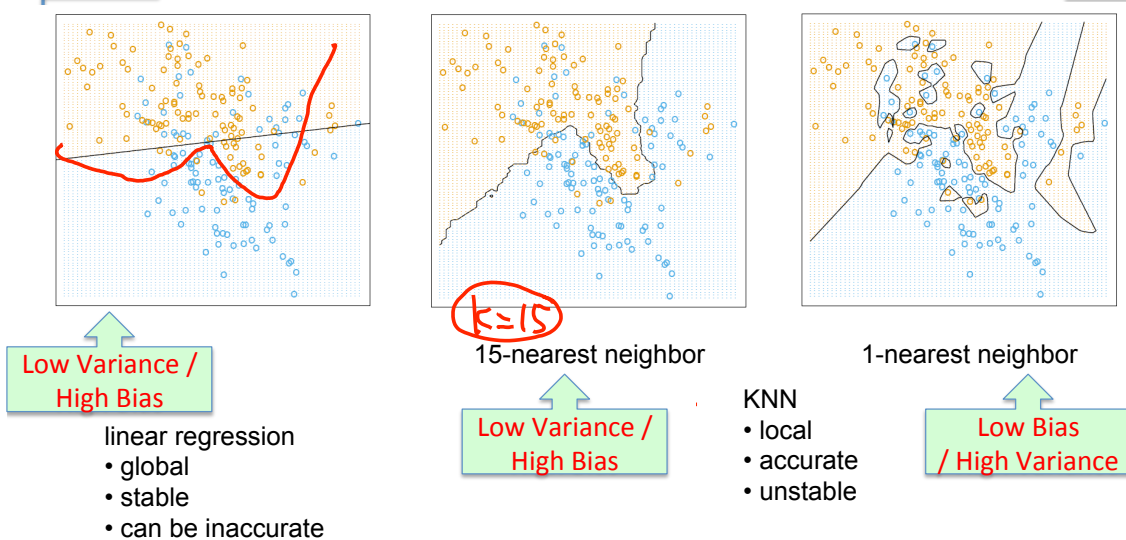 k=15
Low Variance /
High Bias
linear regression
• global
• stable
• can be inaccurate
15-nearest neighbor
Low Variance /
High Bias
KNN
• local
• accurate
• unstable
1-nearest neighbor
Low Bias
/ High Variance